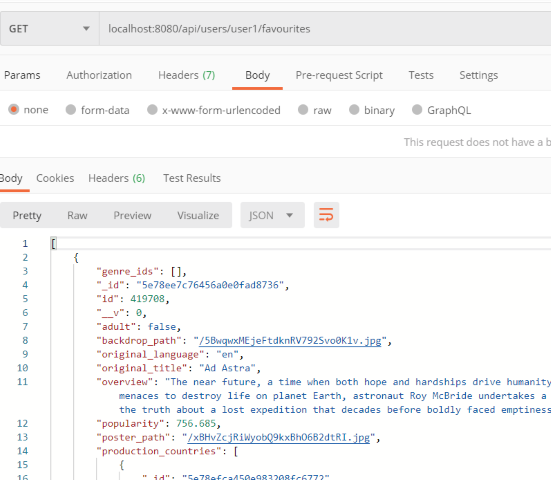 GET localhost:8080/api/users/user1/favourites
Params Authorization Headers (7) Body Pre-request Script Tests Settings
none form-data x-www-form-urlencoded raw binary GraphQL
This request does not have a b
Body Cookies Headers (6) Test Results
Pretty Raw Preview Visualize JSON
1 [
2 {
3 "genre_ids": [],
4 "_id": "5e78ee7c76456a0e0fad8736",
5 "id": 419708,
6 "__v": 0,
7 "adult": false,
8 "backdrop_path": "/5BwqwxMEjeFtdknRV792Svo0K1v.jpg",
9 "original_language": "en",
10 "original_title": "Ad Astra",
11 "overview": "The near future, a time when both hope and hardships drive humanity
menaces to destroy life on planet Earth, astronaut Roy McBride undertakes a
the truth about a lost expedition that decades before boldly faced emptiness
12 "popularity": 756.685,
13 "poster_path": "/xBHvZcjRiWyobQ9kxBhO6B2dtRI.jpg",
14 "production_countries": [
15 {
16 "_id": "5e78efca450e983208fc6772"